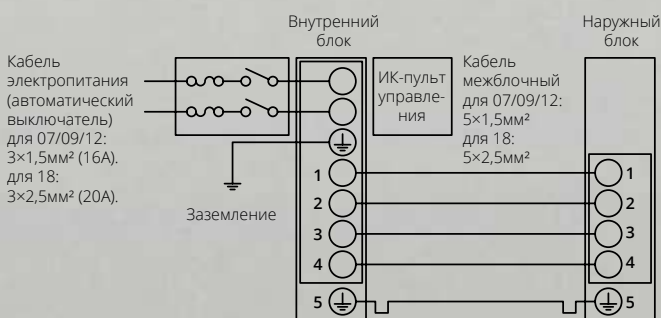 Внутренний
блок
Наружный
блок
Кабель
электропитания
(автоматический
выключатель)
для 07/09/12:
3×1,5мм² (16А).
для 18:
3×2,5мм² (20А).
ИК-пульт
управле-
ния
Кабель
межблочный
для 07/09/12:
5×1,5мм²
для 18:
5×2,5мм²
Заземление
1
2
3
4
5
1
2
3
4
5